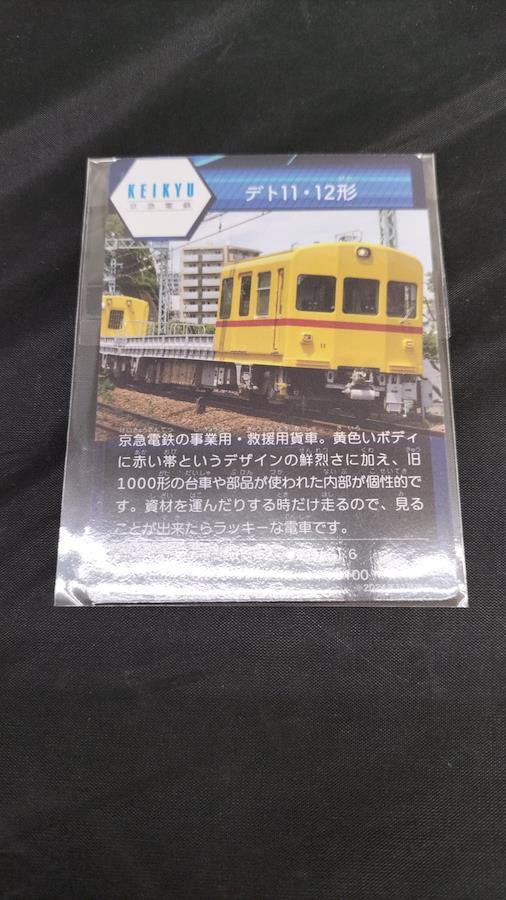 KEIKYU
京急電鉄
デト11・12形
11
京急電鉄の事業用・救援用貨車。黄色いボディ
に赤い帯というデザインの鮮烈さに加え、旧
1000形の台車や部品が使われた内部が個性的で
す。資材を運んだりする時だけ走るので、見る
ことが出来たらラッキーな電車です。